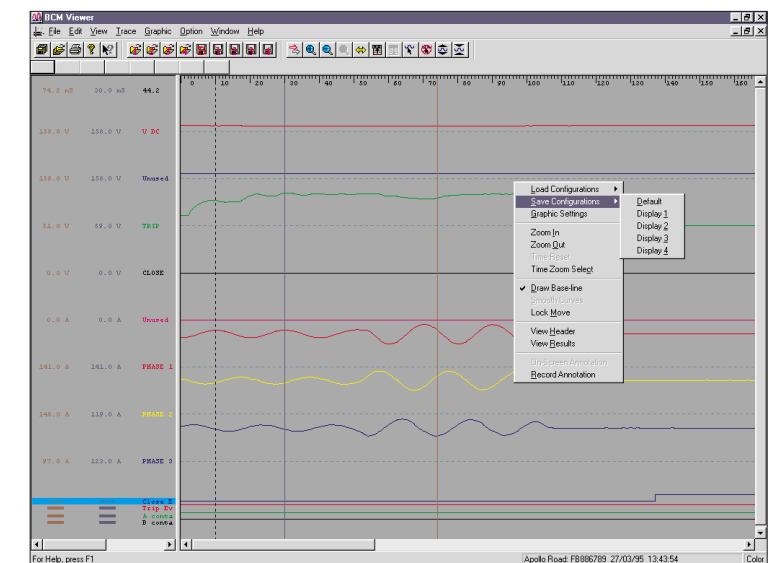 BCM Viewer
File Edit View Trace Graphic Option Window Help
0 10 20 30 40 50 60 70 80 90 100 110 120 130 140 150 160
74.2 mS 30.0 mS 44.2
138.0 V 138.0 V V DC
138.0 V 138.0 V Unused
31.0 V 59.0 V TRIP
0.0 V 0.0 V CLOSE
0.0 A 0.0 A Unused
141.0 A 141.0 A PHASE 1
146.0 A 119.0 A PHASE 2
97.0 A 123.0 A PHASE 3
Close E
Trip Ev
A conta
B conta
Load Configurations
Save Configurations
Graphic Settings
Zoom In
Zoom Out
Time Reset
Time Zoom Select
Draw Base-line
Smooth Curves
Lock Move
View Header
View Results
On-Screen Annotation
Record Annotation
Default
Display 1
Display 2
Display 3
Display 4
For Help, press F1
Apollo Road: FB886789 27/03/95 13:43:54
Color